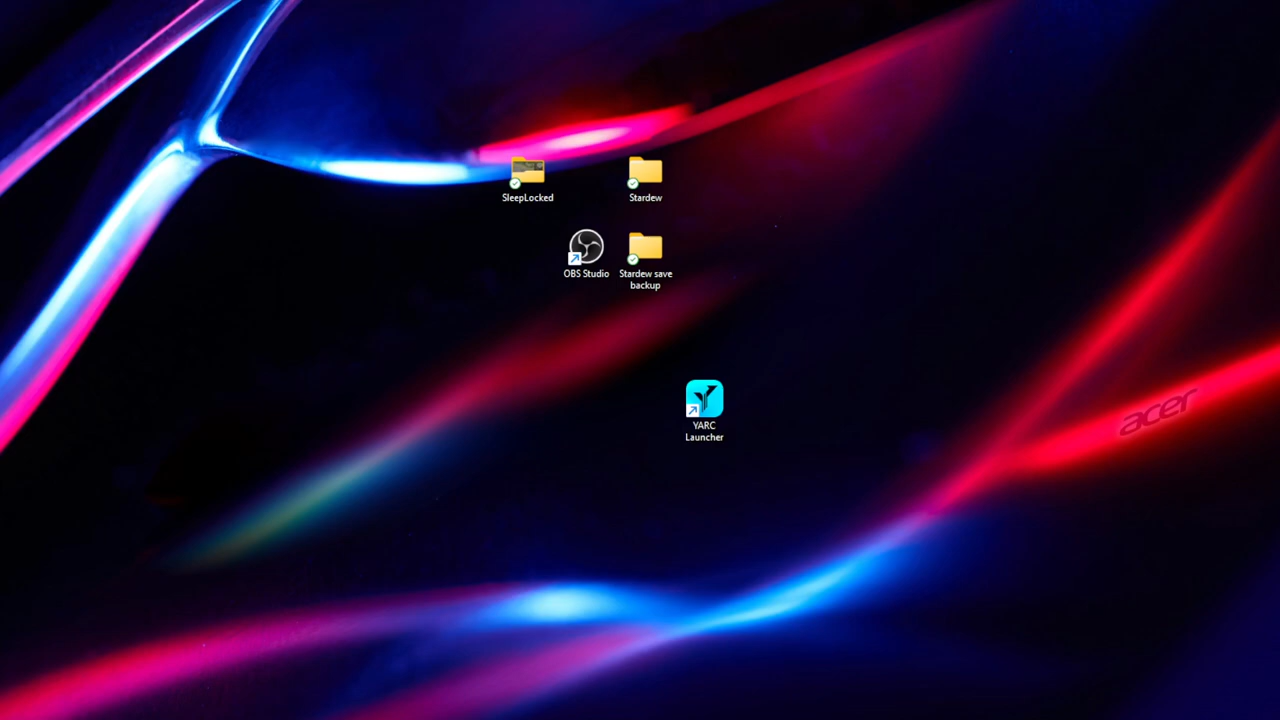 SleepLocked
Stardew
OBS Studio
Stardew save
backup
YARC
Launcher
acer